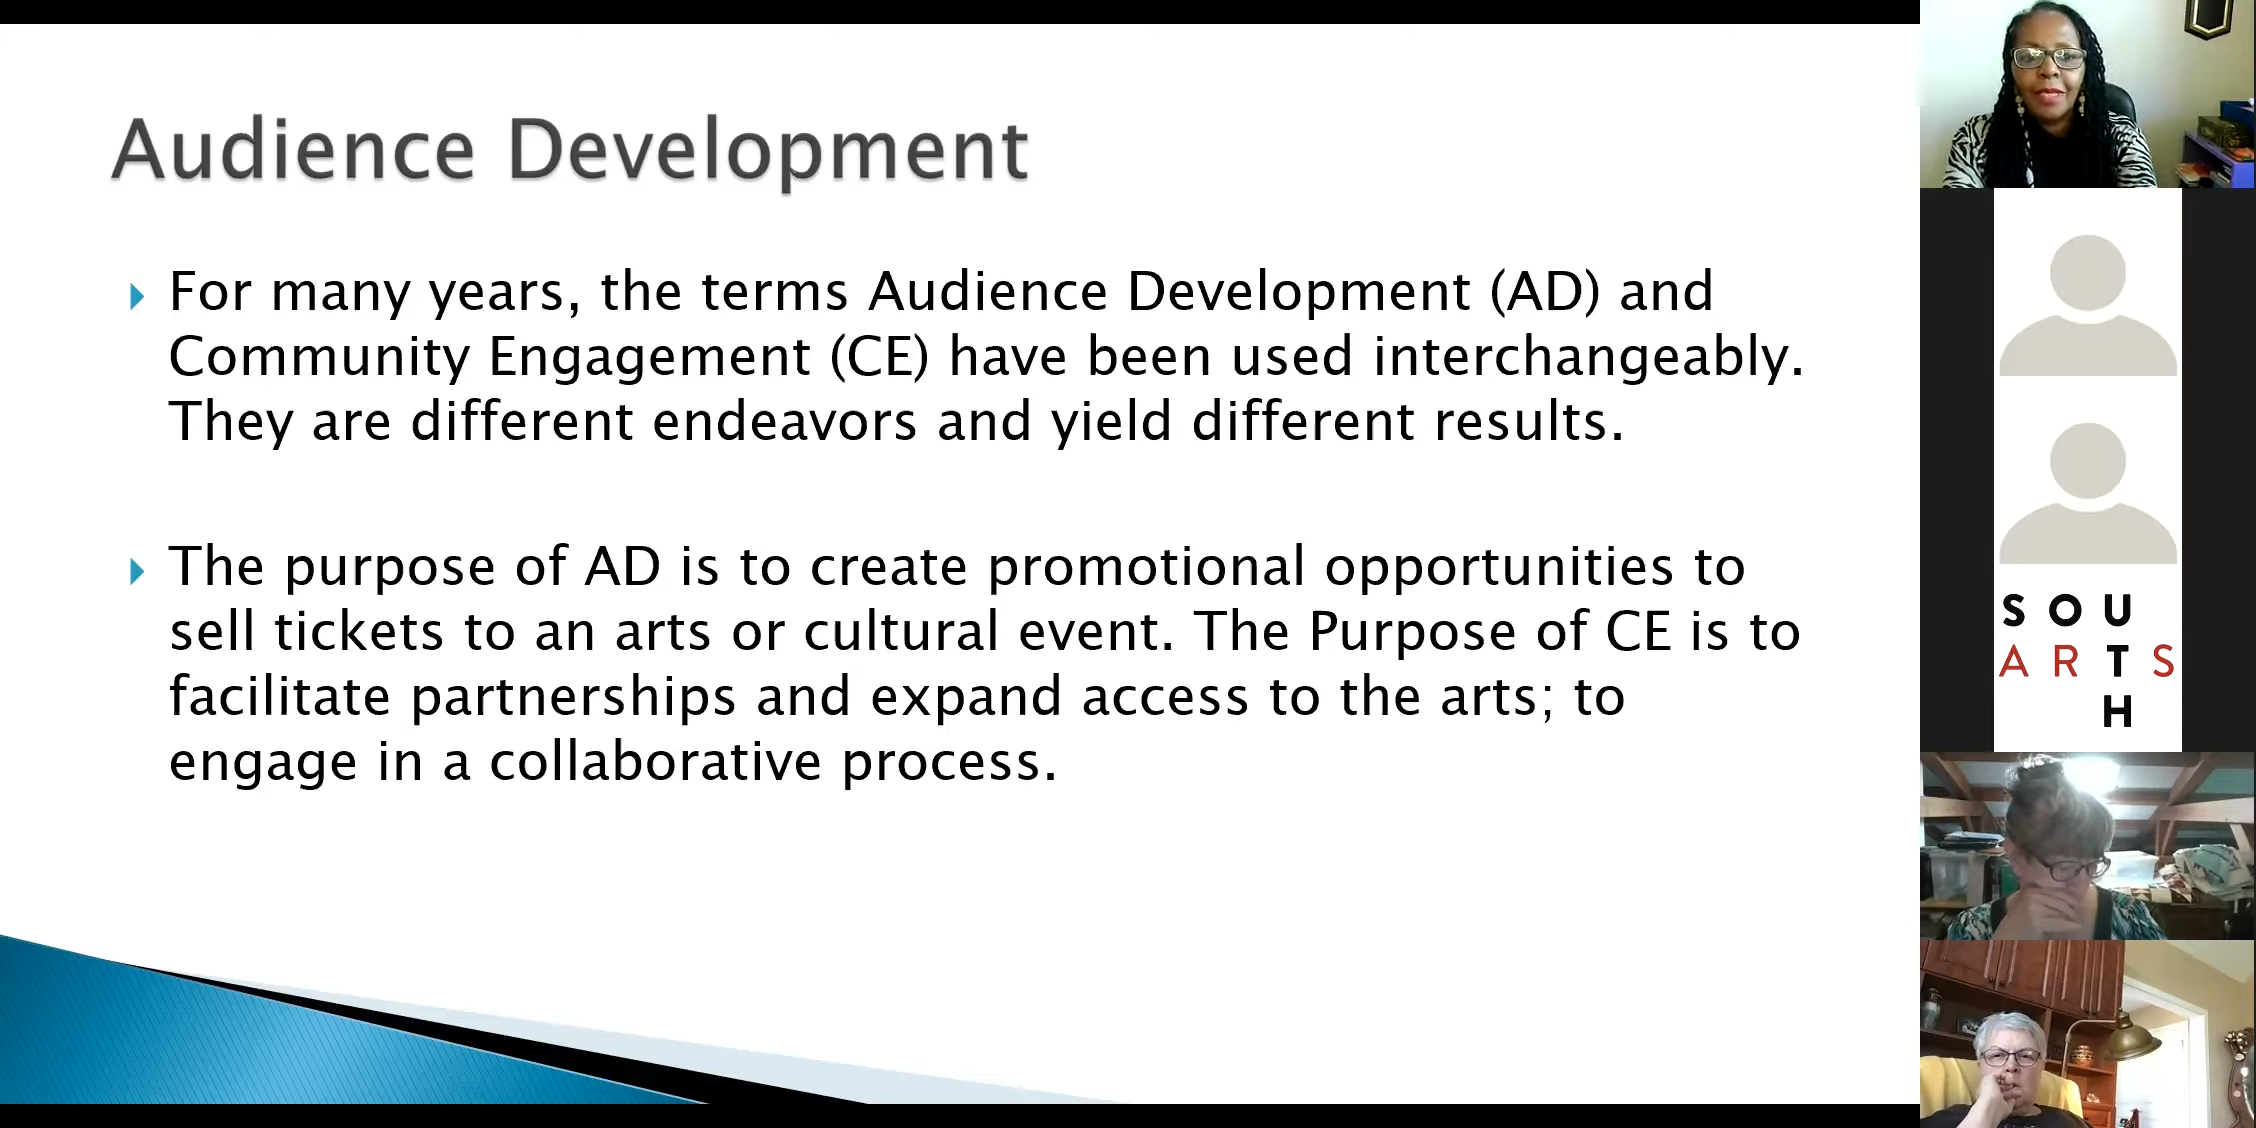 Audience Development
For many years, the terms Audience Development (AD) and
Community Engagement (CE) have been used interchangeably.
They are different endeavors and yield different results.
The purpose of AD is to create promotional opportunities to
sell tickets to an arts or cultural event. The Purpose of CE is to
facilitate partnerships and expand access to the arts; to
engage in a collaborative process.
SOUTH
ARTS